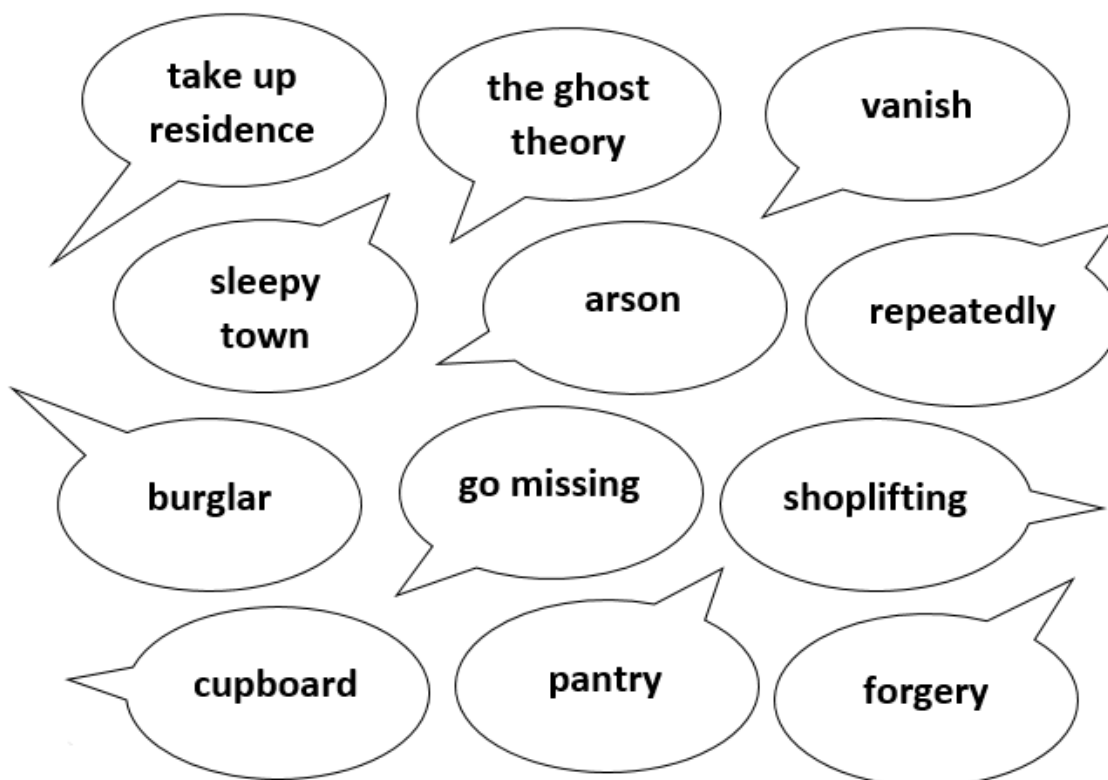 take up
residence
the ghost
theory
vanish
sleepy
town
arson
repeatedly
burglar
go missing
shoplifting
cupboard
pantry
forgery